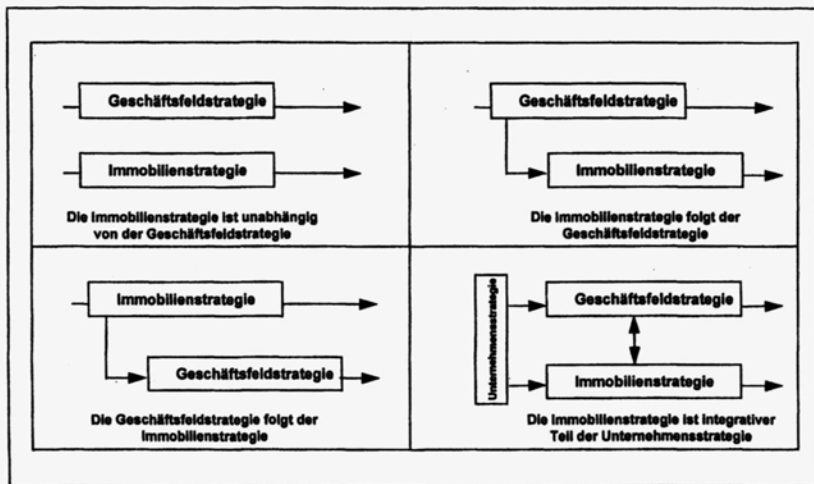 Geschäftsfeldstrategie
Immobilienstrategie
Die Immobilienstrategie ist unabhängig
von der Geschäftsfeldstrategie
Geschäftsfeldstrategie
Immobilienstrategie
Die Immobilienstrategie folgt der
Geschäftsfeldstrategie
Immobilienstrategie
Geschäftsfeldstrategie
Die Geschäftsfeldstrategie folgt der
Immobilienstrategie
Unternehmensstrategie
Geschäftsfeldstrategie
Immobilienstrategie
Die Immobilienstrategie ist integrativer
Teil der Unternehmensstrategie